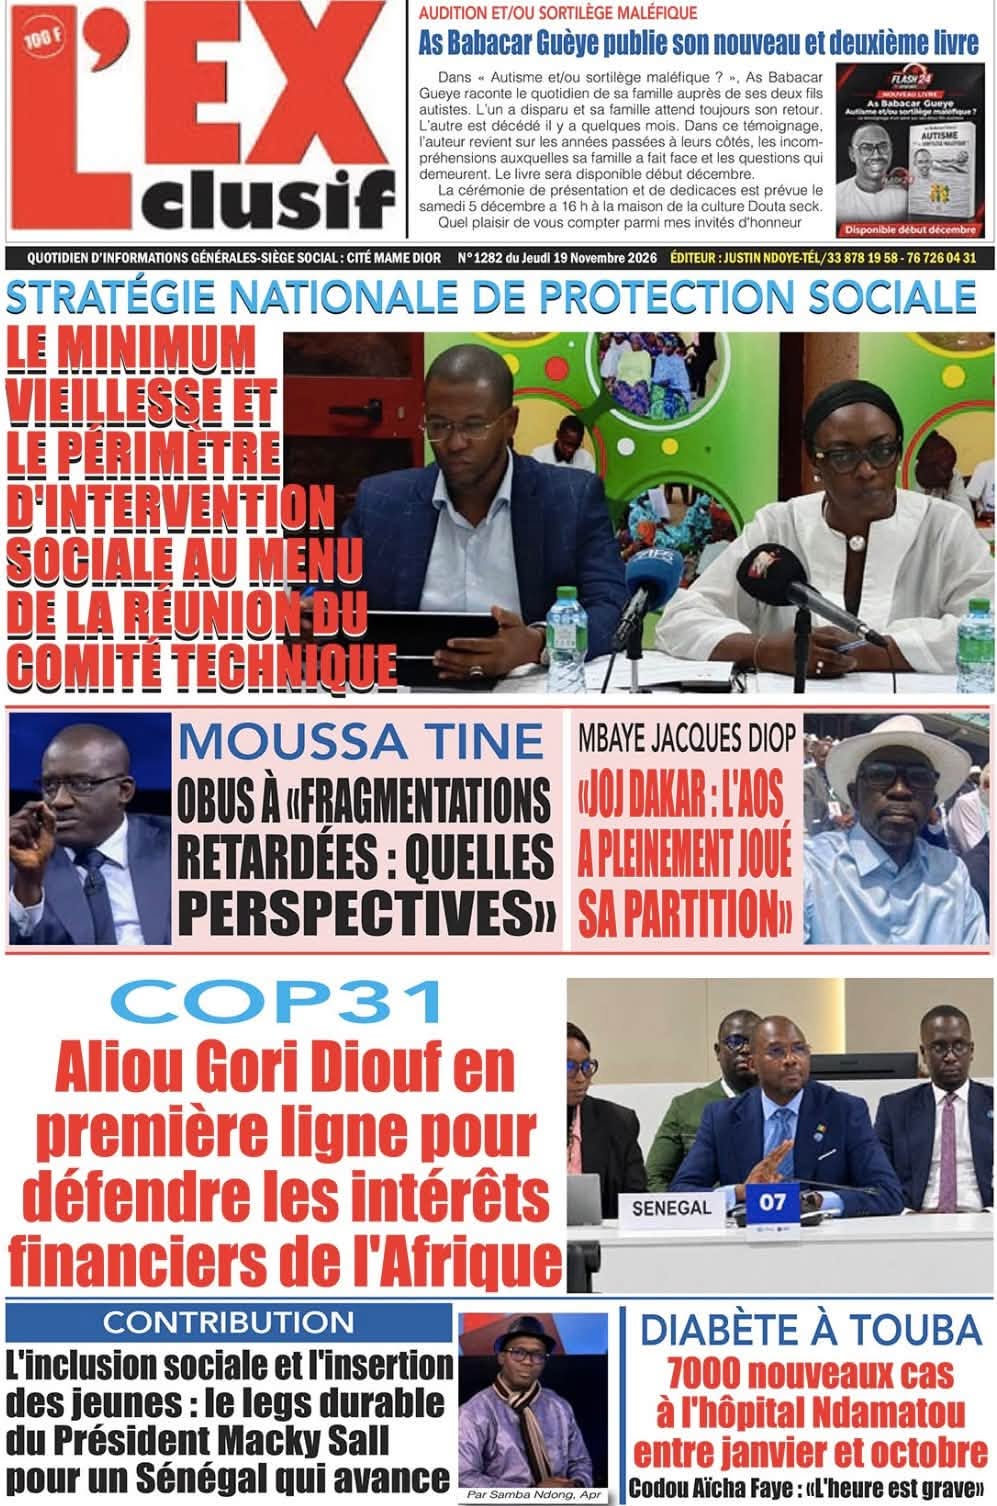 100 F
L'EX
clusif
AUDITION ET/OU SORTILÈGE MALÉFIQUE
As Babacar Guèye publie son nouveau et deuxième livre
Dans « Autisme et/ou sortilège maléfique ? », As Babacar
Gueye raconte le quotidien de sa famille auprès de ses deux fils
autistes. L'un a disparu et sa famille attend toujours son retour.
L'autre est décédé il y a quelques mois. Dans ce témoignage,
l'auteur revient sur les années passées à leurs côtés, les incom-
préhensions auxquelles sa famille a fait face et les questions qui
demeurent. Le livre sera disponible début décembre.
La cérémonie de présentation et de dedicaces est prévue le
samedi 5 décembre a 16 h à la maison de la culture Douta seck.
Quel plaisir de vous compter parmi mes invités d'honneur
FLASH24
NOUVEAU LIVRE
As Babacar Gueye
Autisme et/ou sortilège maléfique ?
AUTISME
Disponible début décembre
QUOTIDIEN D'INFORMATIONS GÉNÉRALES-SIÈGE SOCIAL : CITÉ MAME DIOR N°1282 du Jeudi 19 Novembre 2026 ÉDITEUR : JUSTIN NDOYE-TÉL/33 878 19 58 - 76 726 04 31
STRATÉGIE NATIONALE DE PROTECTION SOCIALE
LE MINIMUM
VIEILLESSE ET
LE PÉRIMÈTRE
D'INTERVENTION
SOCIALE AU MENU
DE LA RÉUNION DU
COMITÉ TECHNIQUE
APS
MOUSSA TINE
OBUS À «FRAGMENTATIONS
RETARDÉES : QUELLES
PERSPECTIVES»
MBAYE JACQUES DIOP
«JOJ DAKAR : L'AOS
A PLEINEMENT JOUÉ
SA PARTITION»
COP31
Aliou Gori Diouf en
première ligne pour
défendre les intérêts
financiers de l'Afrique
SENEGAL
07
CONTRIBUTION
L'inclusion sociale et l'insertion
des jeunes : le legs durable
du Président Macky Sall
pour un Sénégal qui avance
Par Samba Ndong, Apr
DIABÈTE À TOUBA
7000 nouveaux cas
à l'hôpital Ndamatou
entre janvier et octobre
Codou Aïcha Faye : «L'heure est grave»